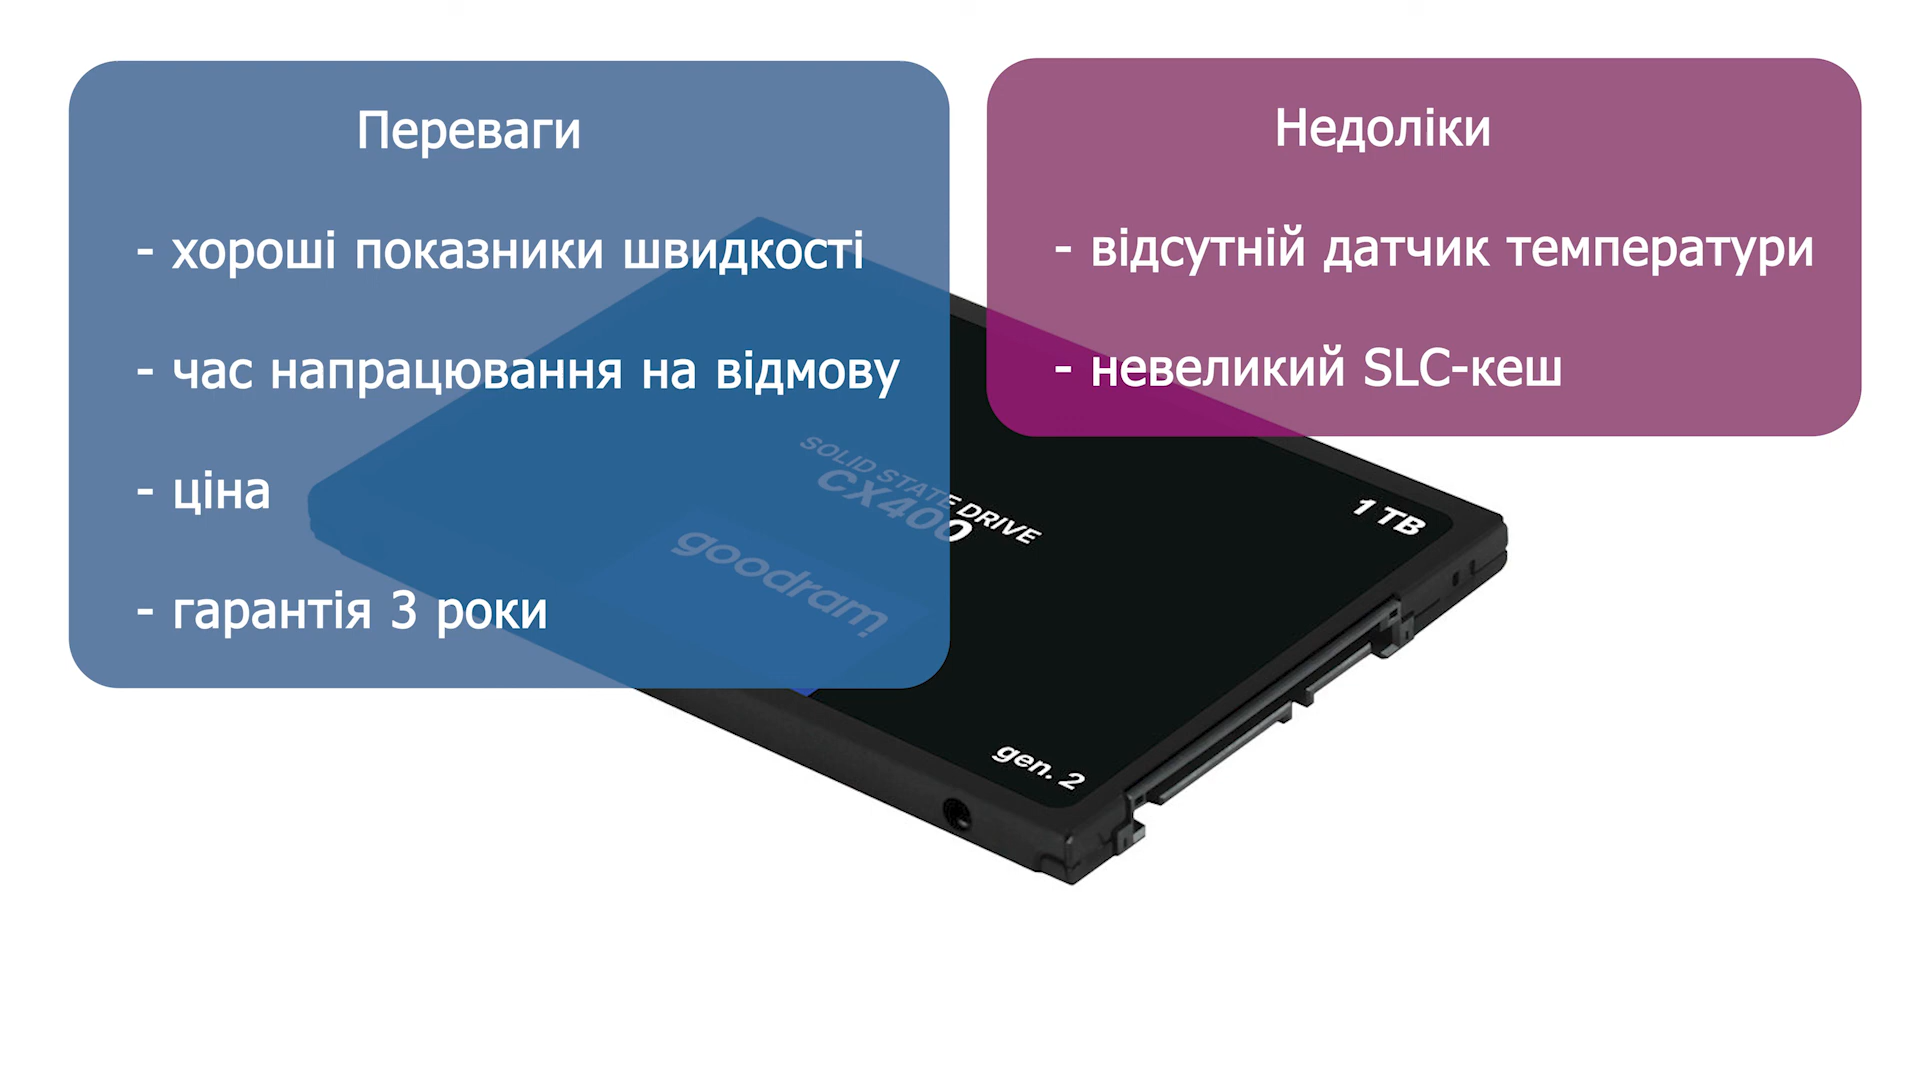 Переваги
- хороші показники швидкості
- час напрацювання на відмову
- ціна
- гарантія 3 роки
Недоліки
- відсутній датчик температури
- невеликий SLC-кеш
SOLID STATE DRIVE
CX400
goodram
1 TB
gen. 2